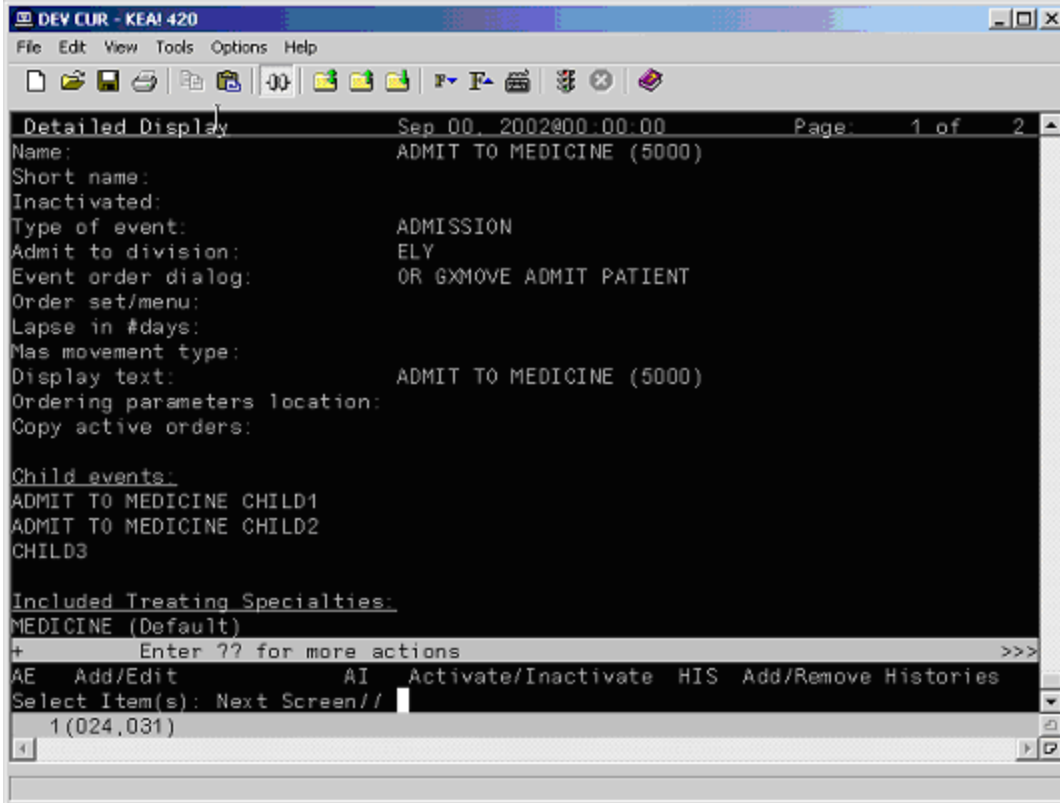 DEV CUR - KEA! 420
File Edit View Tools Options Help
Detailed Display Sep 00, 2002@00:00:00 Page: 1 of 2
Name: ADMIT TO MEDICINE (5000)
Short name:
Inactivated:
Type of event: ADMISSION
Admit to division: ELY
Event order dialog: OR GXMOVE ADMIT PATIENT
Order set/menu:
Lapse in #days:
Mas movement type:
Display text: ADMIT TO MEDICINE (5000)
Ordering parameters location:
Copy active orders:
Child events:
ADMIT TO MEDICINE CHILD1
ADMIT TO MEDICINE CHILD2
CHILD3
Included Treating Specialties:
MEDICINE (Default)
+ Enter ?? for more actions >>>
AE Add/Edit AI Activate/Inactivate HIS Add/Remove Histories
Select Item(s): Next Screen//
1(024,031)